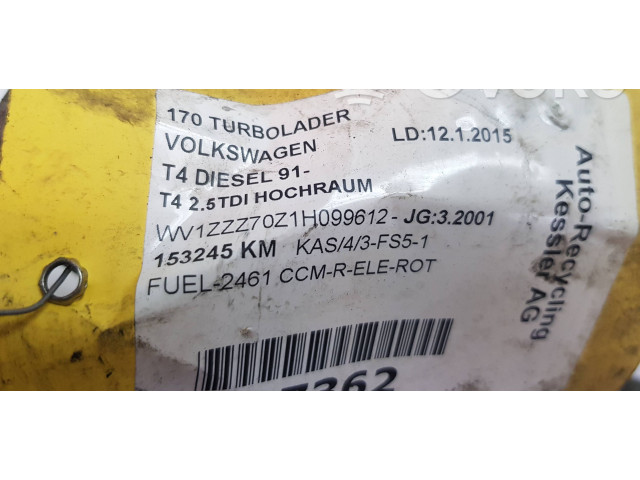 170 TURBOLADER
VOLKSWAGEN LD:12.1.2015
T4 DIESEL 91-
T4 2.5TDI HOCHRAUM
WV1ZZZ70Z1H099612 - JG:3.2001
153245 KM KAS/4/3-FS5-1
FUEL-2461 CCM-R-ELE-ROT
Auto-Recycling
Kessler AG
7362